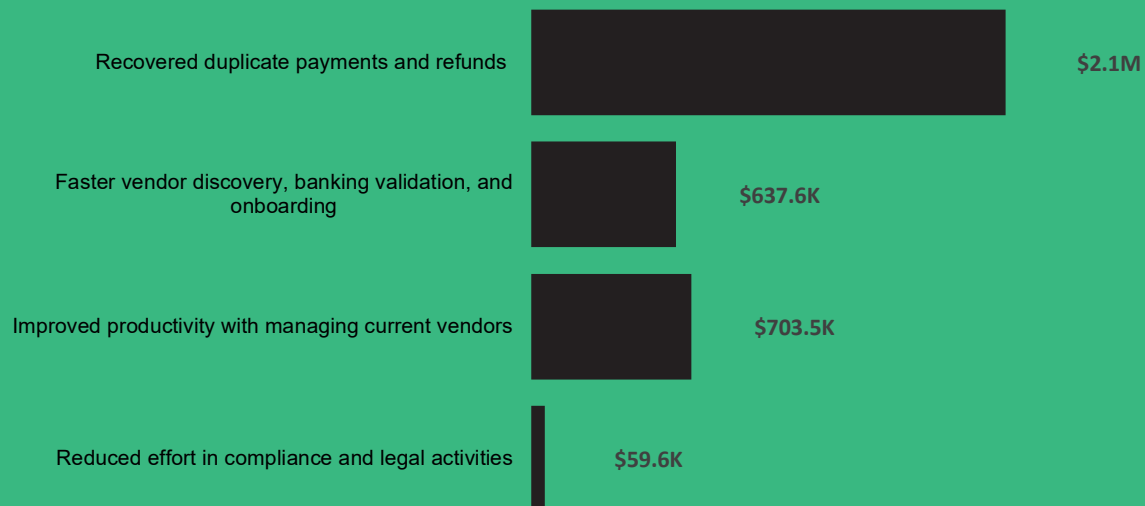 Recovered duplicate payments and refunds
$2.1M
Faster vendor discovery, banking validation, and
onboarding
$637.6K
Improved productivity with managing current vendors
$703.5K
Reduced effort in compliance and legal activities
$59.6K